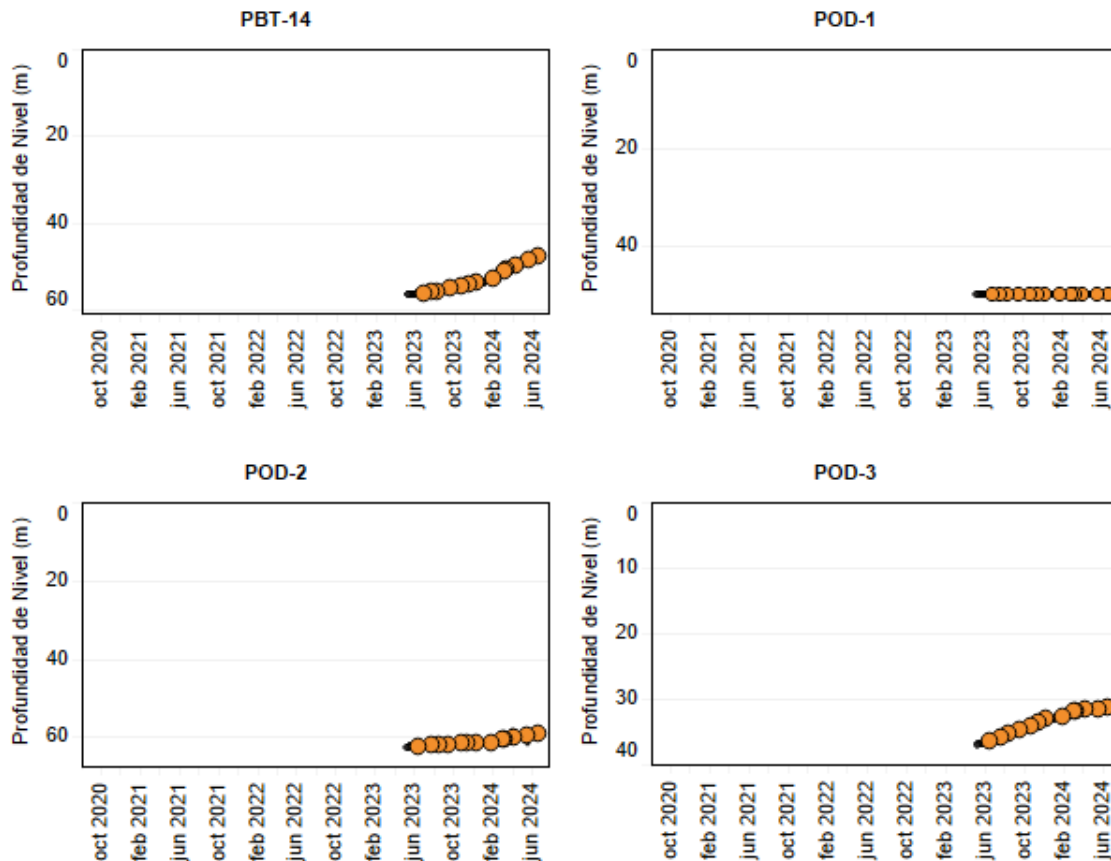 PBT-14
Profundidad de Nivel (m)
0
20
40
60
oct 2020
feb 2021
jun 2021
oct 2021
feb 2022
jun 2022
oct 2022
feb 2023
jun 2023
oct 2023
feb 2024
jun 2024
POD-1
Profundidad de Nivel (m)
0
20
40
oct 2020
feb 2021
jun 2021
oct 2021
feb 2022
jun 2022
oct 2022
feb 2023
jun 2023
oct 2023
feb 2024
jun 2024
POD-2
Profundidad de Nivel (m)
0
20
40
60
oct 2020
feb 2021
jun 2021
oct 2021
feb 2022
jun 2022
oct 2022
feb 2023
jun 2023
oct 2023
feb 2024
jun 2024
POD-3
Profundidad de Nivel (m)
0
10
20
30
40
oct 2020
feb 2021
jun 2021
oct 2021
feb 2022
jun 2022
oct 2022
feb 2023
jun 2023
oct 2023
feb 2024
jun 2024